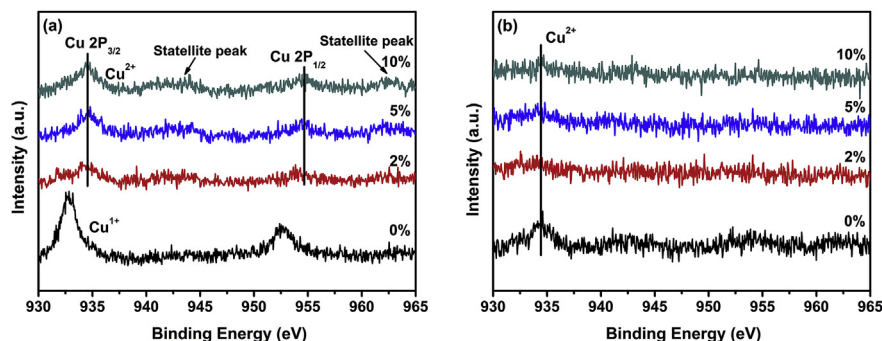 (a)
Cu 2P3/2
Statellite peak
Cu 2P1/2
Statellite peak
Cu2+
10%
5%
2%
Cu1+
0%
Intensity (a.u.)
930 935 940 945 950 955 960 965
Binding Energy (eV)
(b)
Cu2+
10%
5%
2%
0%
Intensity (a.u.)
930 935 940 945 950 955 960 965
Binding Energy (eV)